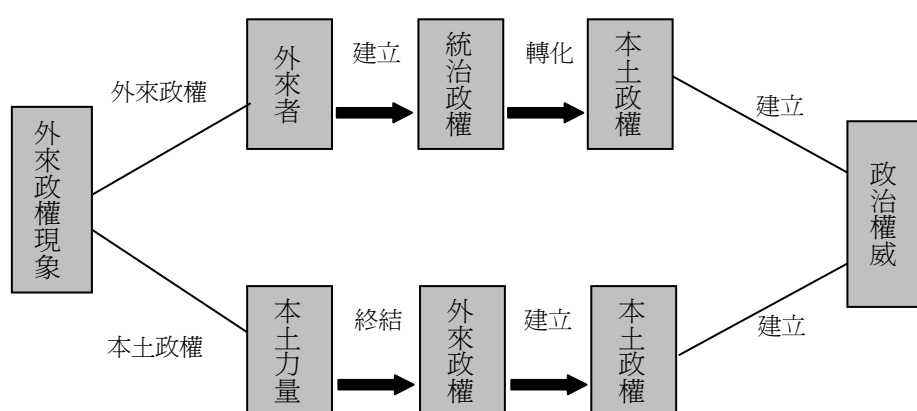 外來政權
外來者
建立
統治政權
轉化
本土政權
建立
外來政權現象
政治權威
本土政權
本土力量
終結
外來政權
建立
本土政權
建立